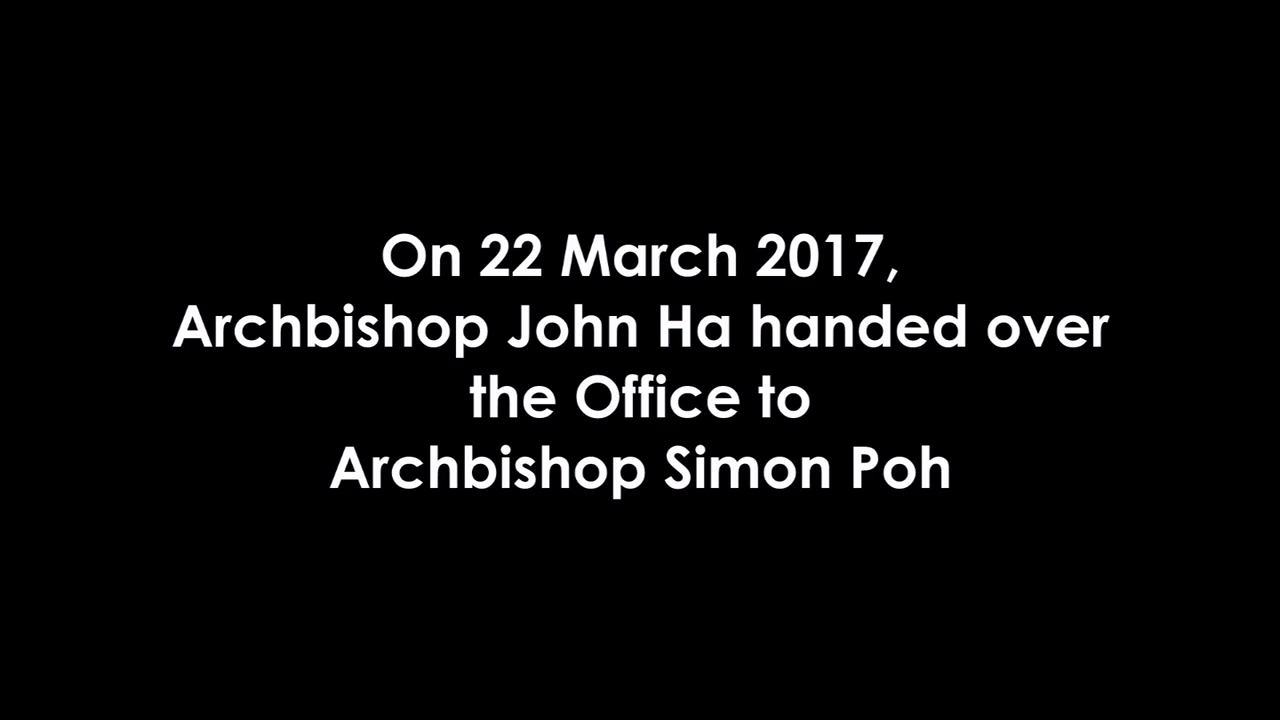 On 22 March 2017,
Archbishop John Ha handed over
the Office to
Archbishop Simon Poh